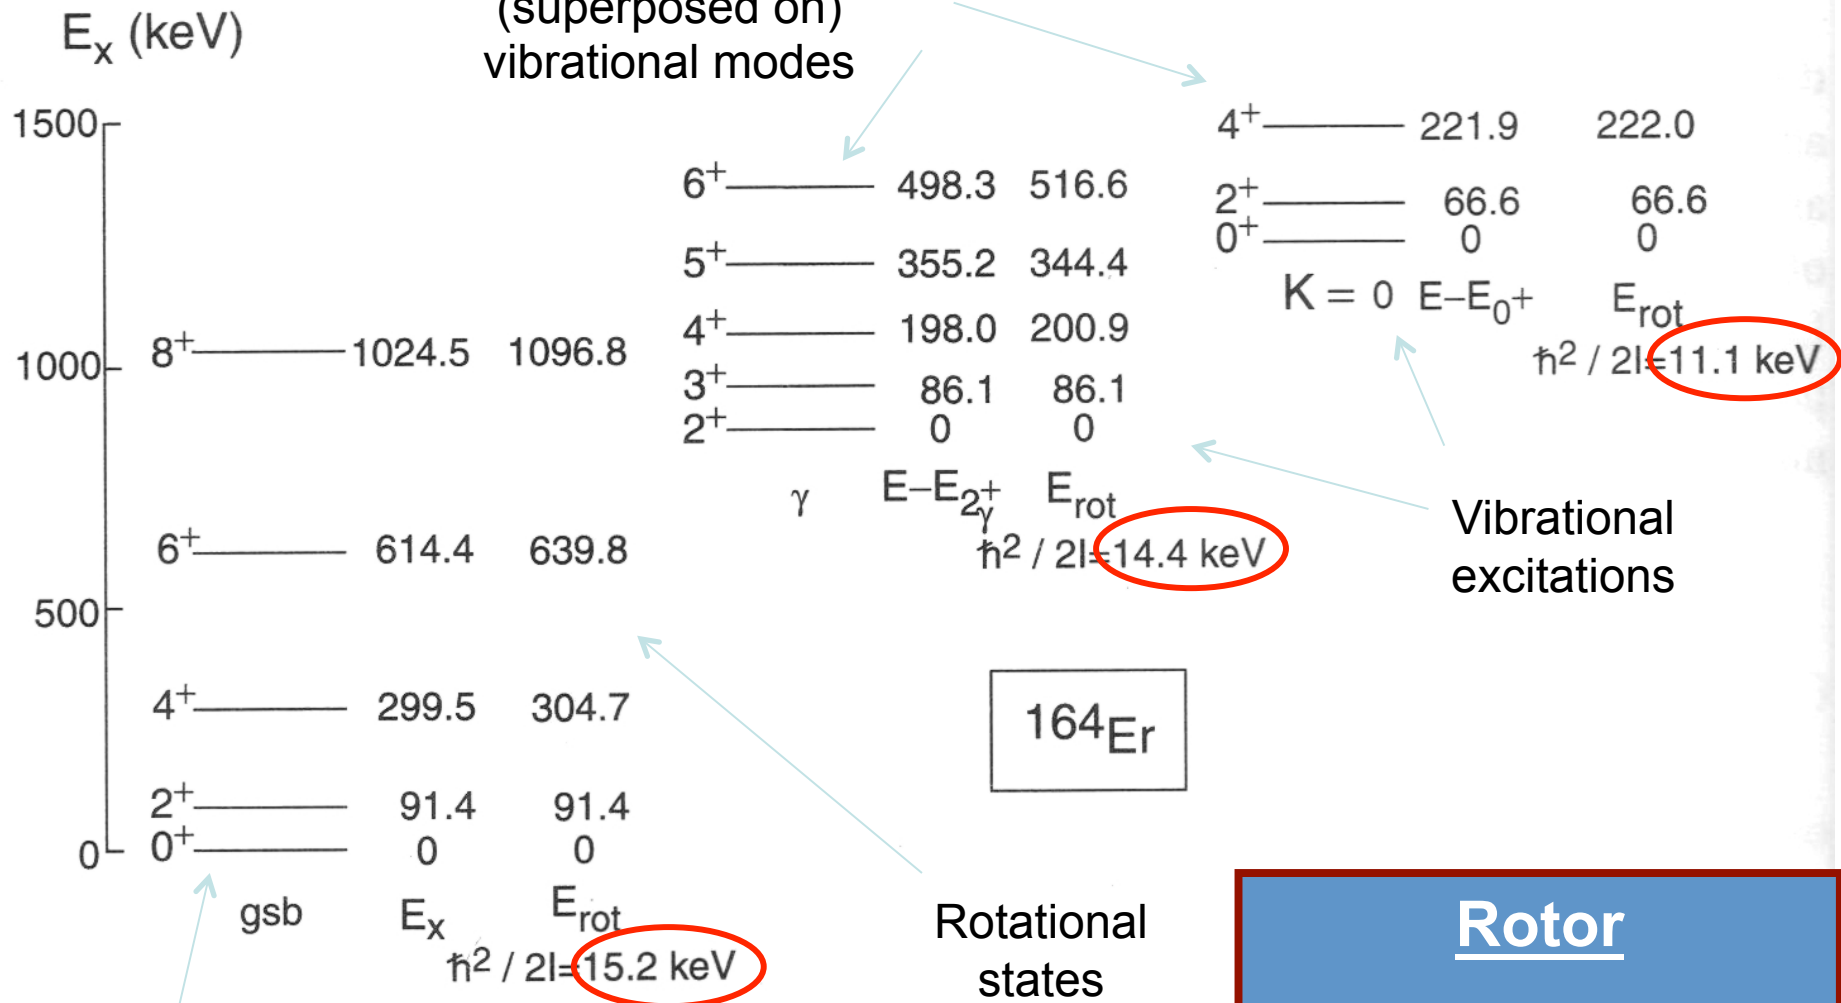 (superposed on)
vibrational modes
Eₓ (keV)
1500
1000
500
0
8⁺ 1024.5 1096.8
6⁺ 614.4 639.8
4⁺ 299.5 304.7
2⁺ 91.4 91.4
0⁺ 0 0
gsb Eₓ E_rot
ħ² / 2I=15.2 keV
6⁺ 498.3 516.6
5⁺ 355.2 344.4
4⁺ 198.0 200.9
3⁺ 86.1 86.1
2⁺ 0 0
γ E–E_2γ⁺ E_rot
ħ² / 2I=14.4 keV
4⁺ 221.9 222.0
2⁺ 66.6 66.6
0⁺ 0 0
K = 0 E–E₀⁺ E_rot
ħ² / 2I=11.1 keV
Vibrational
excitations
¹⁶⁴Er
Rotational
states
Rotor